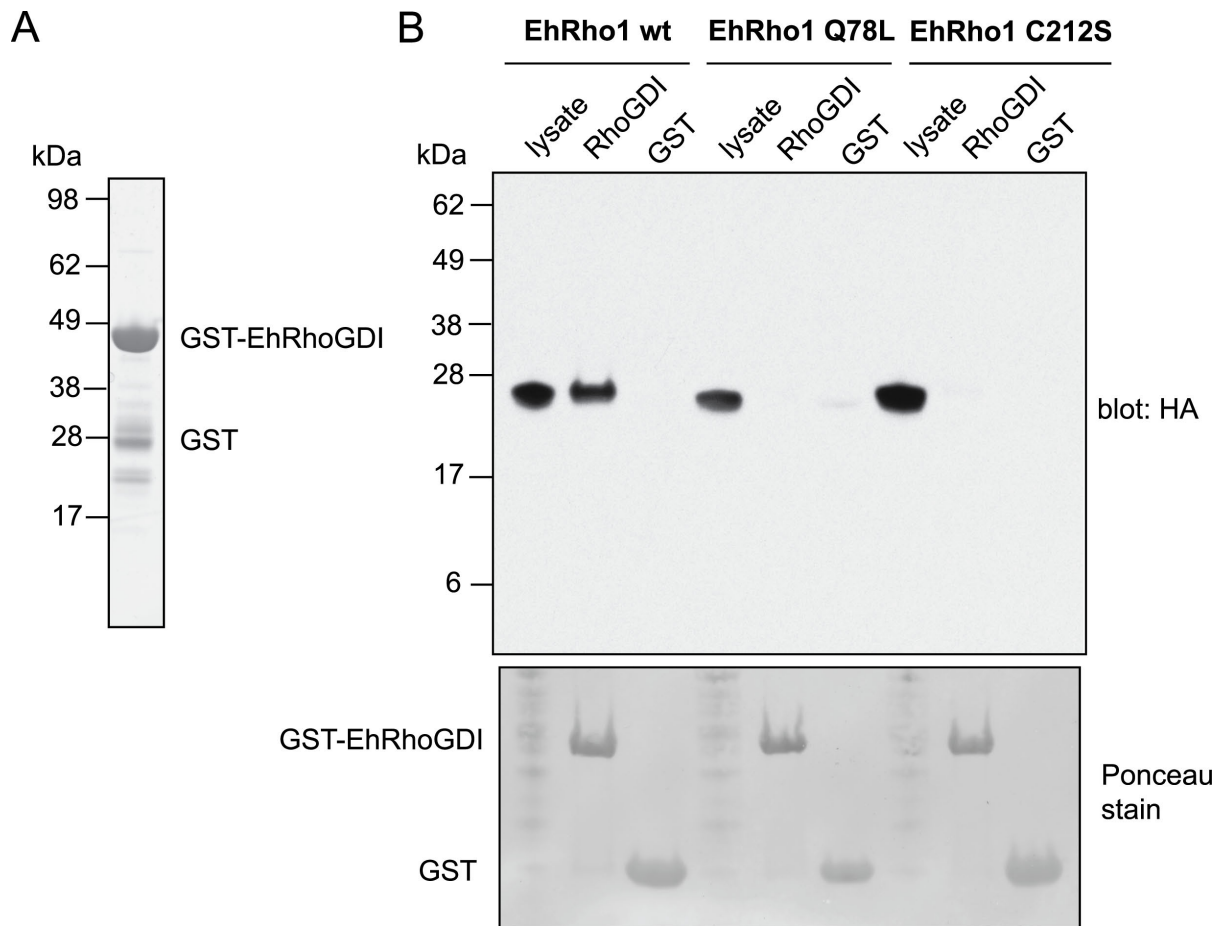 A
kDa
98
62
49
GST-EhRhoGDI
38
28
GST
17
B
EhRho1 wt EhRho1 Q78L EhRho1 C212S
lysate RhoGDI GST lysate RhoGDI GST lysate RhoGDI GST
kDa
62
49
38
28
blot: HA
17
6
GST-EhRhoGDI
Ponceau
stain
GST